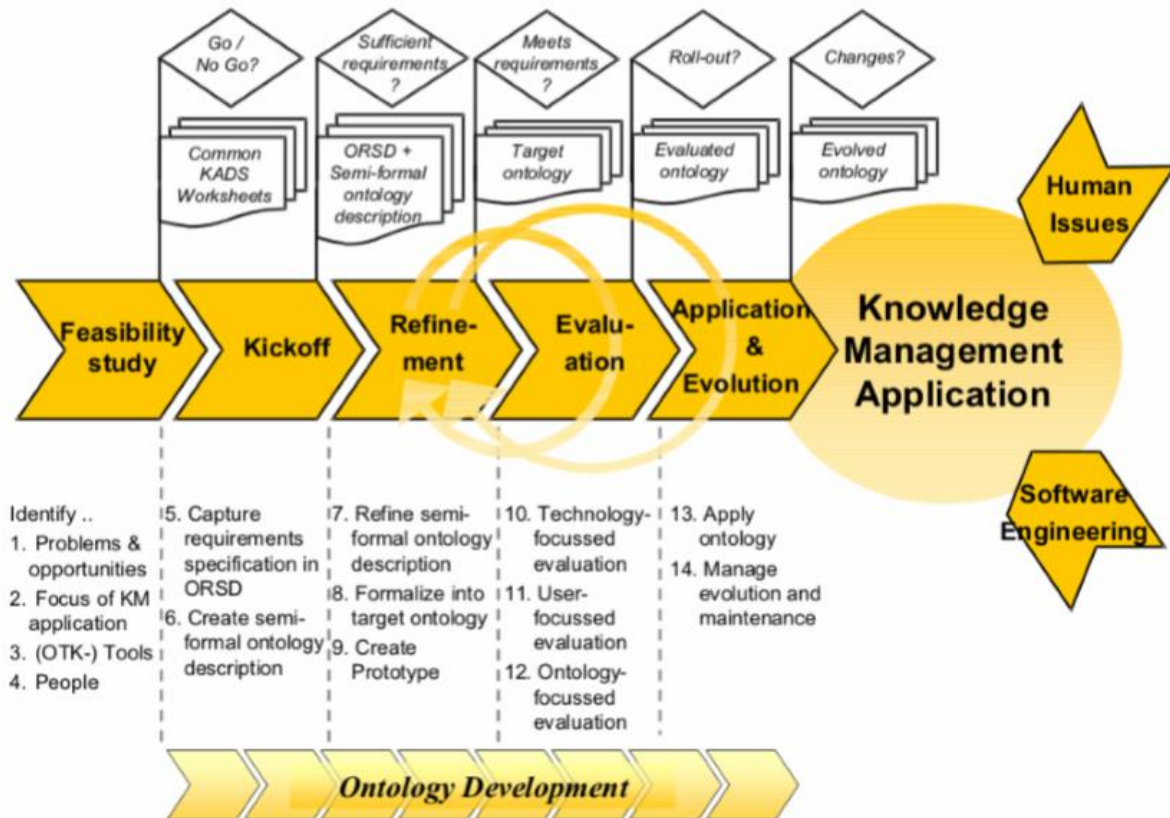 Go /
No Go?
Sufficient
requirements
?
Meets
requirements
?
Roll-out?
Changes?
Common
KADS
Worksheets
ORSD +
Semi-formal
ontology
description
Target
ontology
Evaluated
ontology
Evolved
ontology
Human
Issues
Feasibility
study
Kickoff
Refine-
ment
Evalu-
ation
Application
&
Evolution
Knowledge
Management
Application
Software
Engineering
Identify ..
1. Problems &
opportunities
2. Focus of KM
application
3. (OTK-) Tools
4. People
5. Capture
requirements
specification in
ORSD
6. Create semi-
formal ontology
description
7. Refine semi-
formal ontology
description
8. Formalize into
target ontology
9. Create
Prototype
10. Technology-
focussed
evaluation
11. User-
focussed
evaluation
12. Ontology-
focussed
evaluation
13. Apply
ontology
14. Manage
evolution and
maintenance
Ontology Development